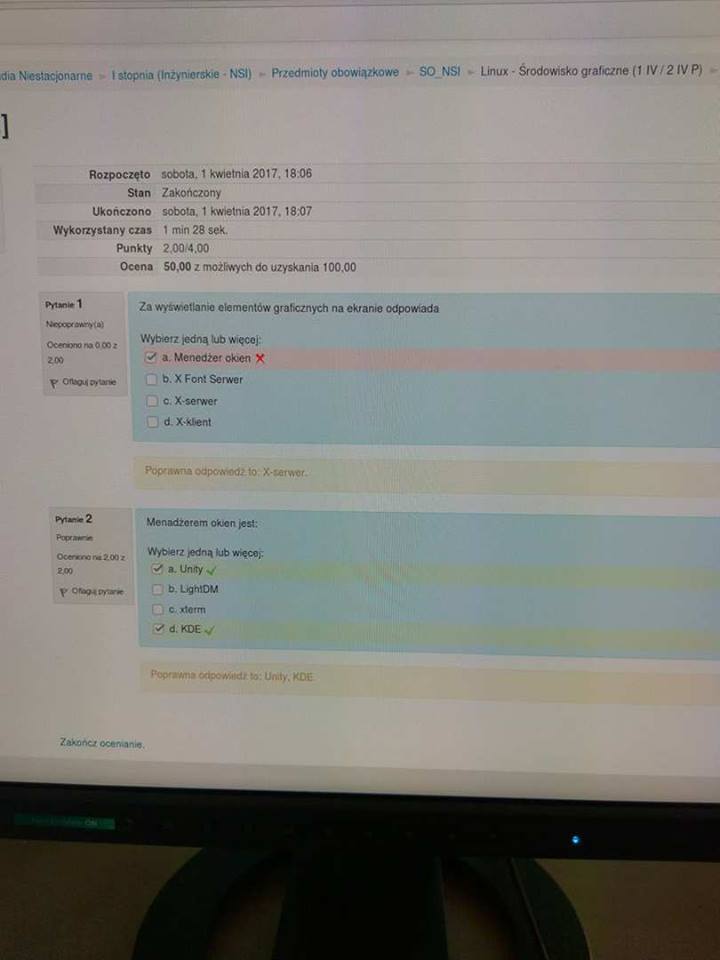 dia Niestacjonarne ► I stopnia (Inżynierskie - NSI) ► Przedmioty obowiązkowe ► SO_NSI ► Linux - Środowisko graficzne (1 IV / 2 IV P) ►
]
Rozpoczęto sobota, 1 kwietnia 2017, 18:06
Stan Zakończony
Ukończono sobota, 1 kwietnia 2017, 18:07
Wykorzystany czas 1 min 28 sek.
Punkty 2,00/4,00
Ocena 50,00 z możliwych do uzyskania 100,00
Pytanie 1
Niepoprawny(a)
Oceniono na 0,00 z
2,00
Oflaguj pytanie
Za wyświetlanie elementów graficznych na ekranie odpowiada
Wybierz jedną lub więcej:
a. Menedżer okien
b. X Font Serwer
c. X-serwer
d. X-klient
Poprawna odpowiedź to: X-serwer.
Pytanie 2
Poprawnie
Oceniono na 2,00 z
2,00
Oflaguj pytanie
Menadżerem okien jest:
Wybierz jedną lub więcej:
a. Unity
b. LightDM
c. xterm
d. KDE
Poprawna odpowiedź to: Unity, KDE
Zakończ ocenianie.
ON